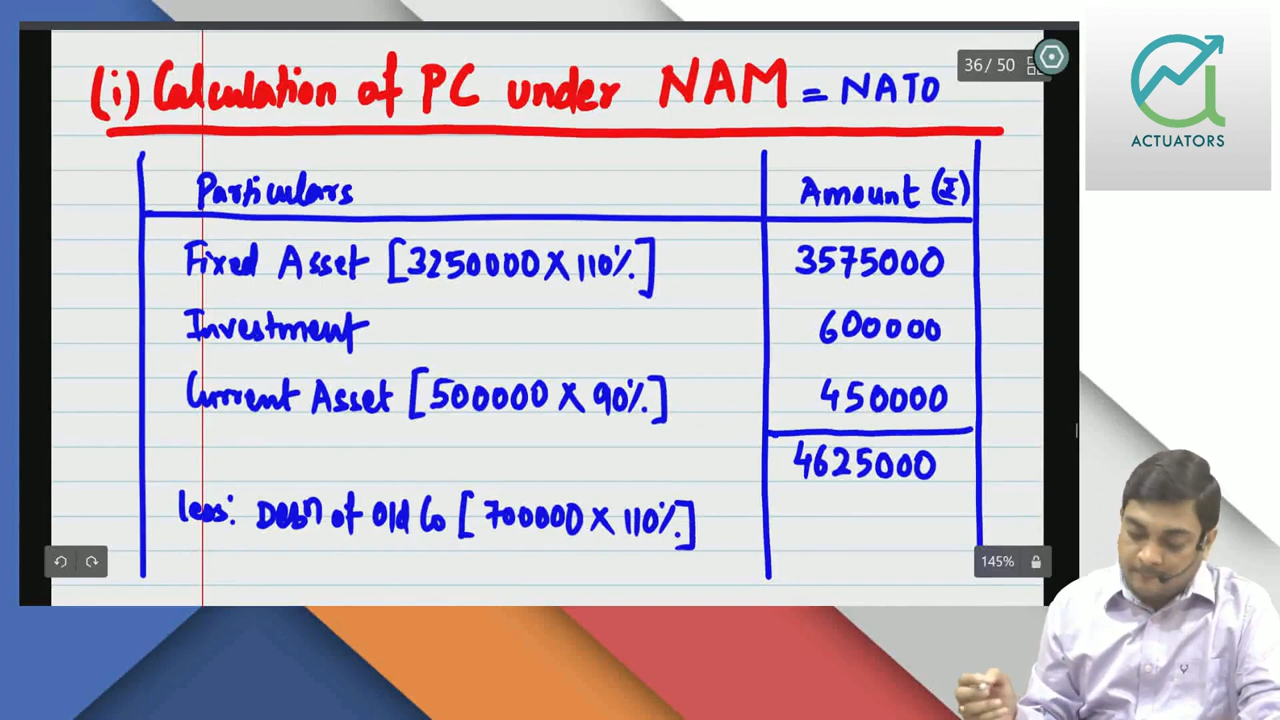 (i) Calculation of PC under NAM = NATO
36 / 50
ACTUATORS
Particulars Amount (₹)
Fixed Asset [3250000 X 110%] 3575000
Investment 600000
Current Asset [500000 X 90%] 450000
4625000
less: Debn of Old Co [700000 X 110%]
145%